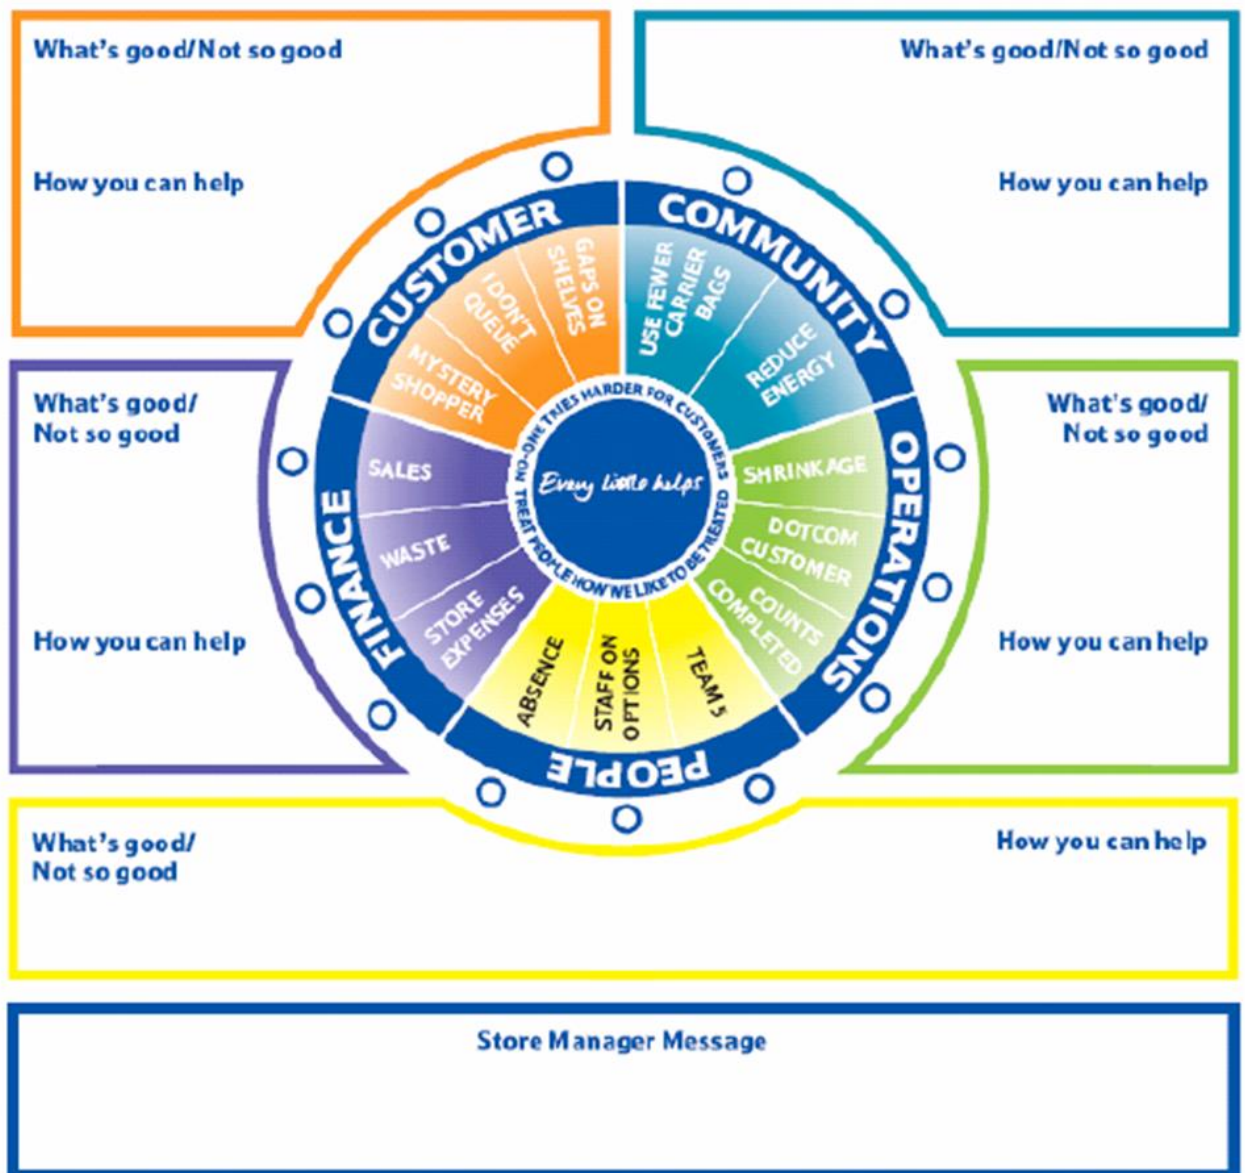 What's good/Not so good
How you can help
What's good/Not so good
How you can help
CUSTOMER
GAPS ON
SHELVES
I DON'T
QUEUE
MYSTERY
SHOPPER
COMMUNITY
USE FEWER
CARRIER
BAGS
REDUCE
ENERGY
What's good/
Not so good
How you can help
FINANCE
SALES
WASTE
STORE
EXPENSES
NO-ONE TRIES HARDER FOR CUSTOMERS
Every little helps
TREAT PEOPLE HOW WE LIKE TO BE TREATED
OPERATIONS
SHRINKAGE
DOTCOM
CUSTOMER
COUNTS
COMPLETED
What's good/
Not so good
How you can help
ABSENCE
STAFF ON
OPTIONS
TEAM 5
PEOPLE
What's good/
Not so good
How you can help
Store Manager Message